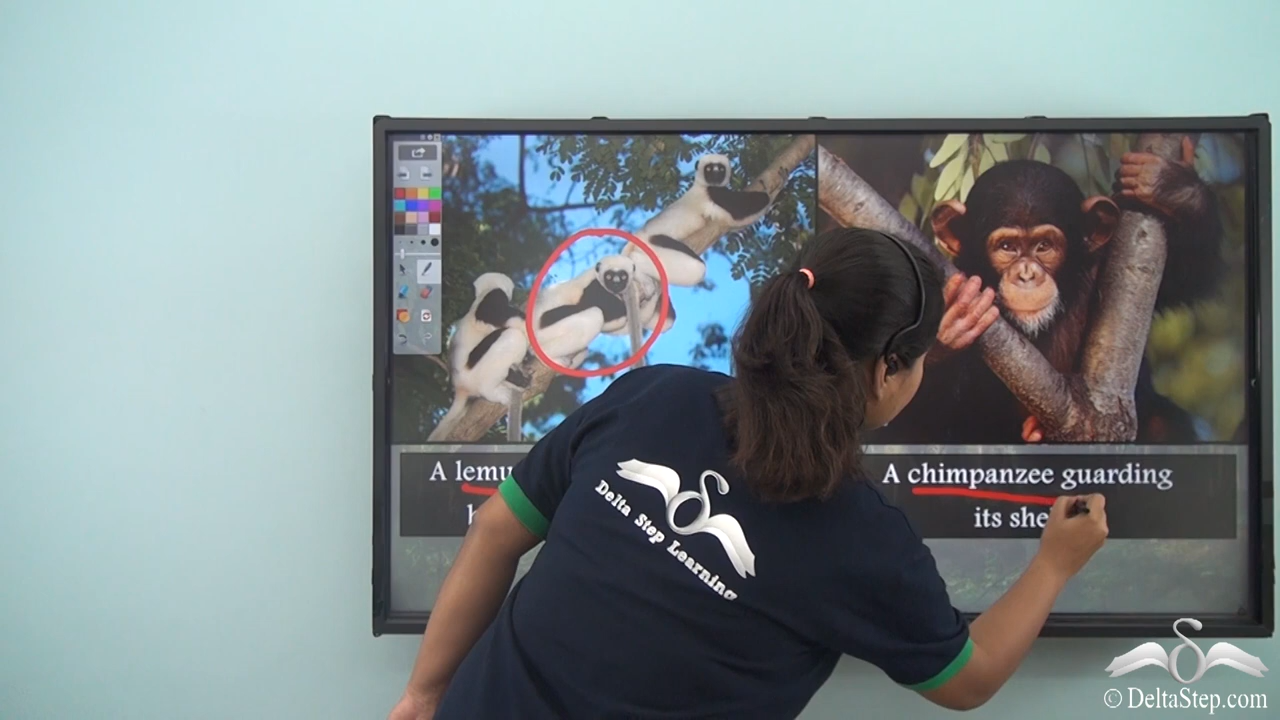 A lemu
A chimpanzee guarding
its she
Delta Step Learning
© DeltaStep.com